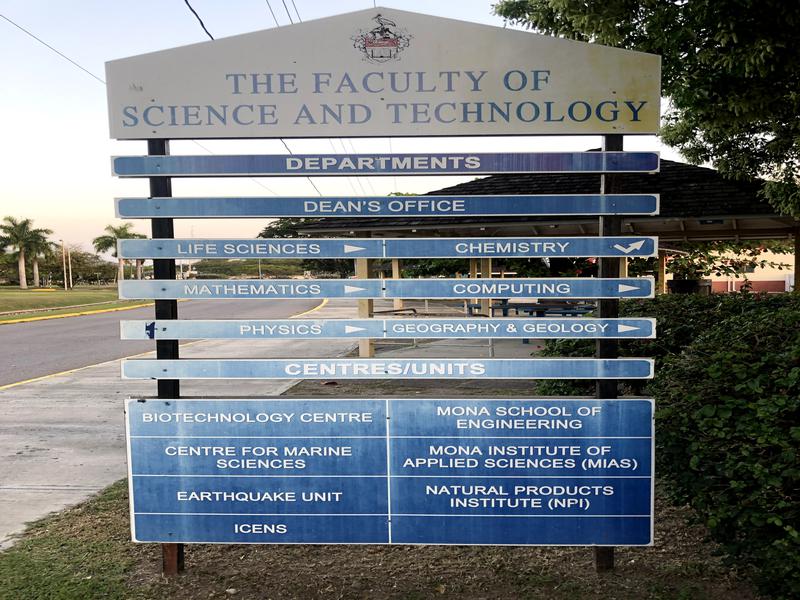 THE FACULTY OF
SCIENCE AND TECHNOLOGY
DEPARTMENTS
DEAN'S OFFICE
LIFE SCIENCES
CHEMISTRY
MATHEMATICS
COMPUTING
PHYSICS
GEOGRAPHY & GEOLOGY
CENTRES/UNITS
BIOTECHNOLOGY CENTRE
MONA SCHOOL OF
ENGINEERING
CENTRE FOR MARINE
SCIENCES
MONA INSTITUTE OF
APPLIED SCIENCES (MIAS)
EARTHQUAKE UNIT
NATURAL PRODUCTS
INSTITUTE (NPI)
ICENS